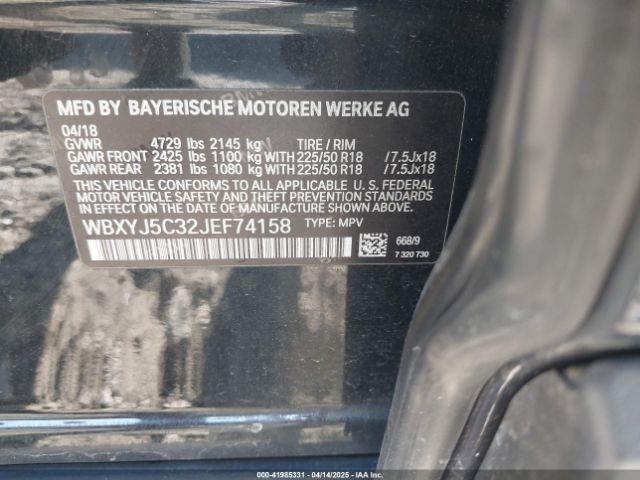 MFD BY BAYERISCHE MOTOREN WERKE AG
04/18
GVWR 4729 lbs 2145 kg TIRE / RIM
GAWR FRONT 2425 lbs 1100 kg WITH 225/50 R18 /7.5Jx18
GAWR REAR 2381 lbs 1080 kg WITH 225/50 R18 /7.5Jx18
THIS VEHICLE CONFORMS TO ALL APPLICABLE U. S. FEDERAL
MOTOR VEHICLE SAFETY AND THEFT PREVENTION STANDARDS
IN EFFECT ON THE DATE OF MANUFACTURE SHOWN ABOVE.
WBXYJ5C32JEF74158 TYPE: MPV
668/9
7 320 730
000-41985331 - 04/14/2025 - IAAI.COM